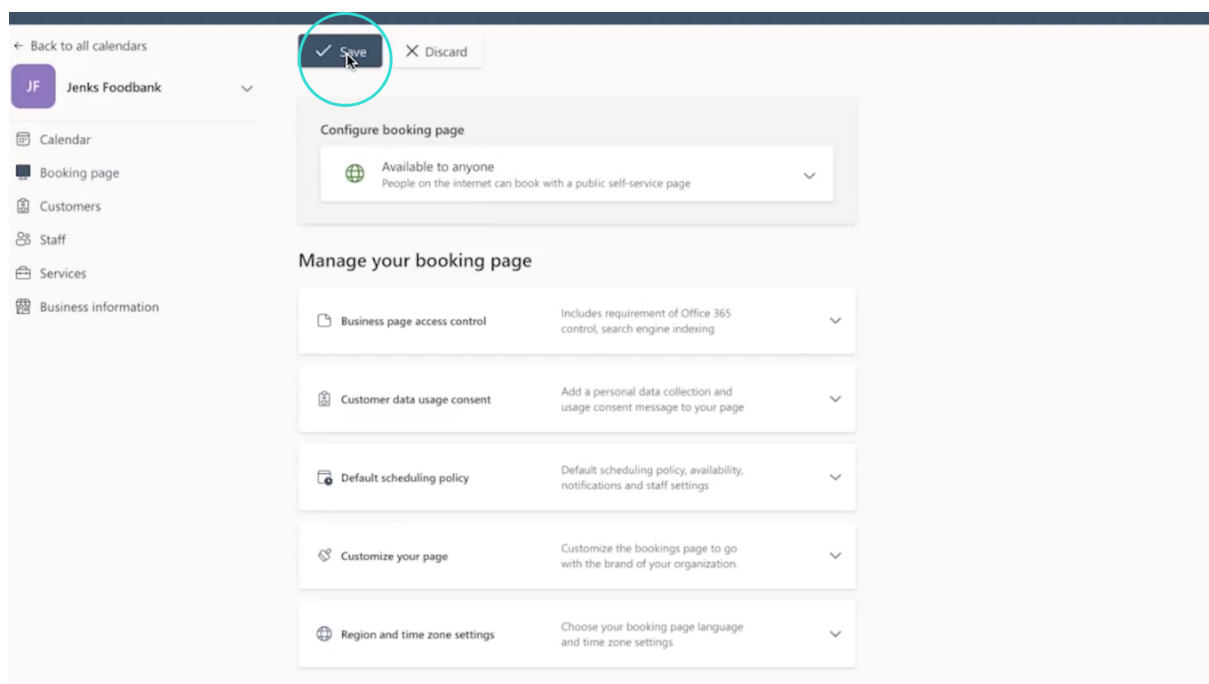 ← Back to all calendars
JF
Jenks Foodbank
Calendar
Booking page
Customers
Staff
Services
Business information
Save
Discard
Configure booking page
Available to anyone
People on the internet can book with a public self-service page
Manage your booking page
Business page access control
Includes requirement of Office 365
control, search engine indexing
Customer data usage consent
Add a personal data collection and
usage consent message to your page
Default scheduling policy
Default scheduling policy, availability,
notifications and staff settings
Customize your page
Customize the bookings page to go
with the brand of your organization.
Region and time zone settings
Choose your booking page language
and time zone settings